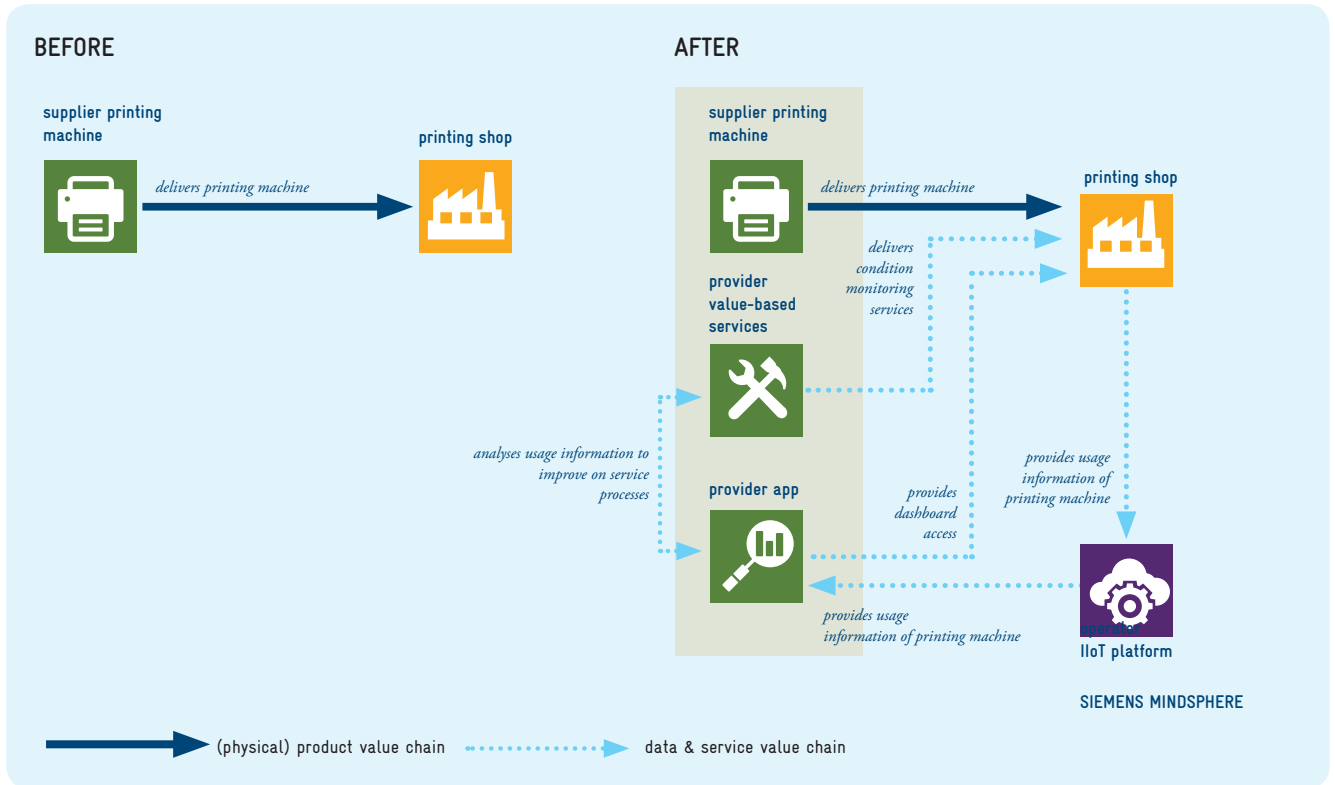 BEFORE
supplier printing
machine
printing shop
delivers printing machine
AFTER
supplier printing
machine
delivers printing machine
printing shop
delivers
condition
monitoring
services
provider
value-based
services
analyses usage information to
improve on service
processes
provider app
provides
dashboard
access
provides usage
information of
printing machine
provides usage
information of printing machine
operator
IIoT platform
SIEMENS MINDSPHERE
(physical) product value chain
data & service value chain